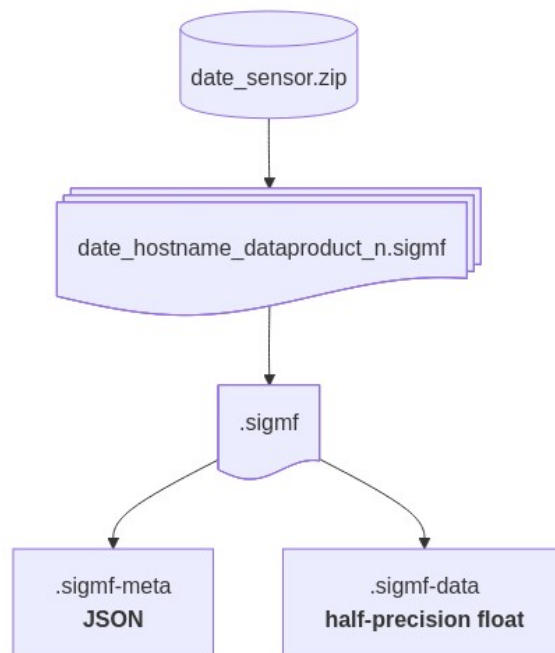 date_sensor.zip
date_hostname_dataproduct_n.sigmf
.sigmf
.sigmf-meta
JSON
.sigmf-data
half-precision float